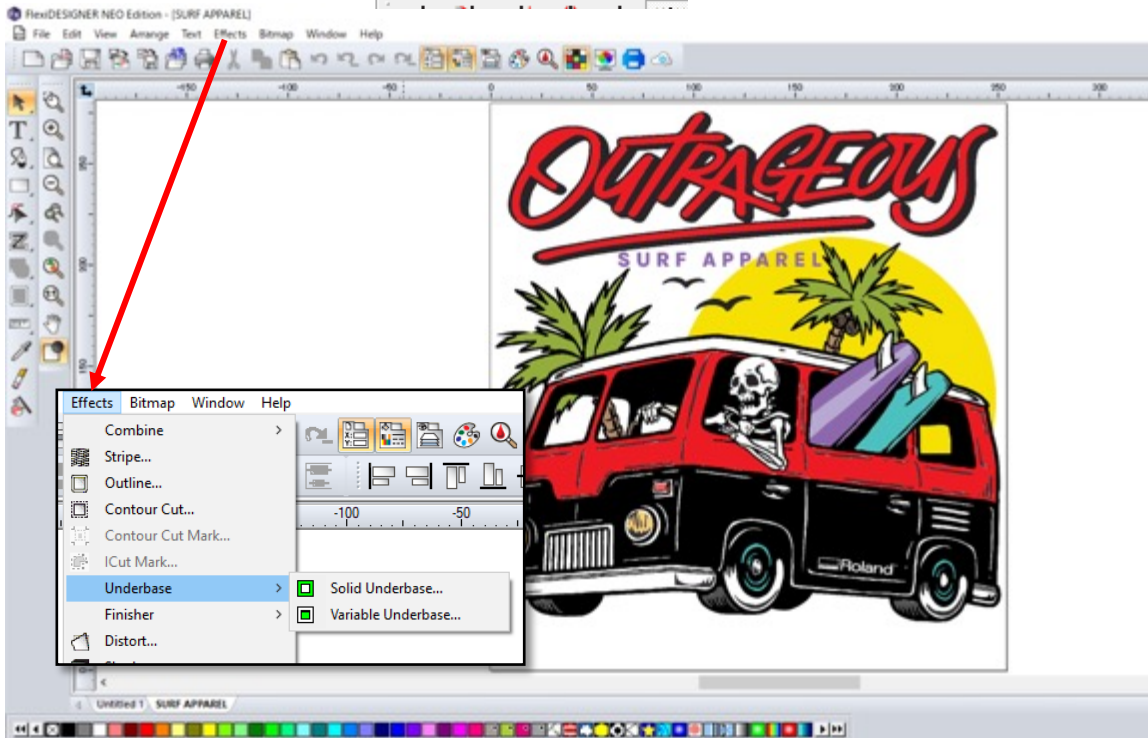 FlexiDESIGNER NEO Edition - [SURF APPAREL]
File Edit View Arrange Text Effects Bitmap Window Help
-150 -100 -50 0 50 100 150 200 250 300
OUTRAGEOUS
SURF APPAREL
Roland
Effects Bitmap Window Help
Combine
Stripe...
Outline...
Contour Cut...
Contour Cut Mark...
ICut Mark...
Underbase
Finisher
Distort...
-100 -50
Solid Underbase...
Variable Underbase...
Untitled 1 SURF APPAREL